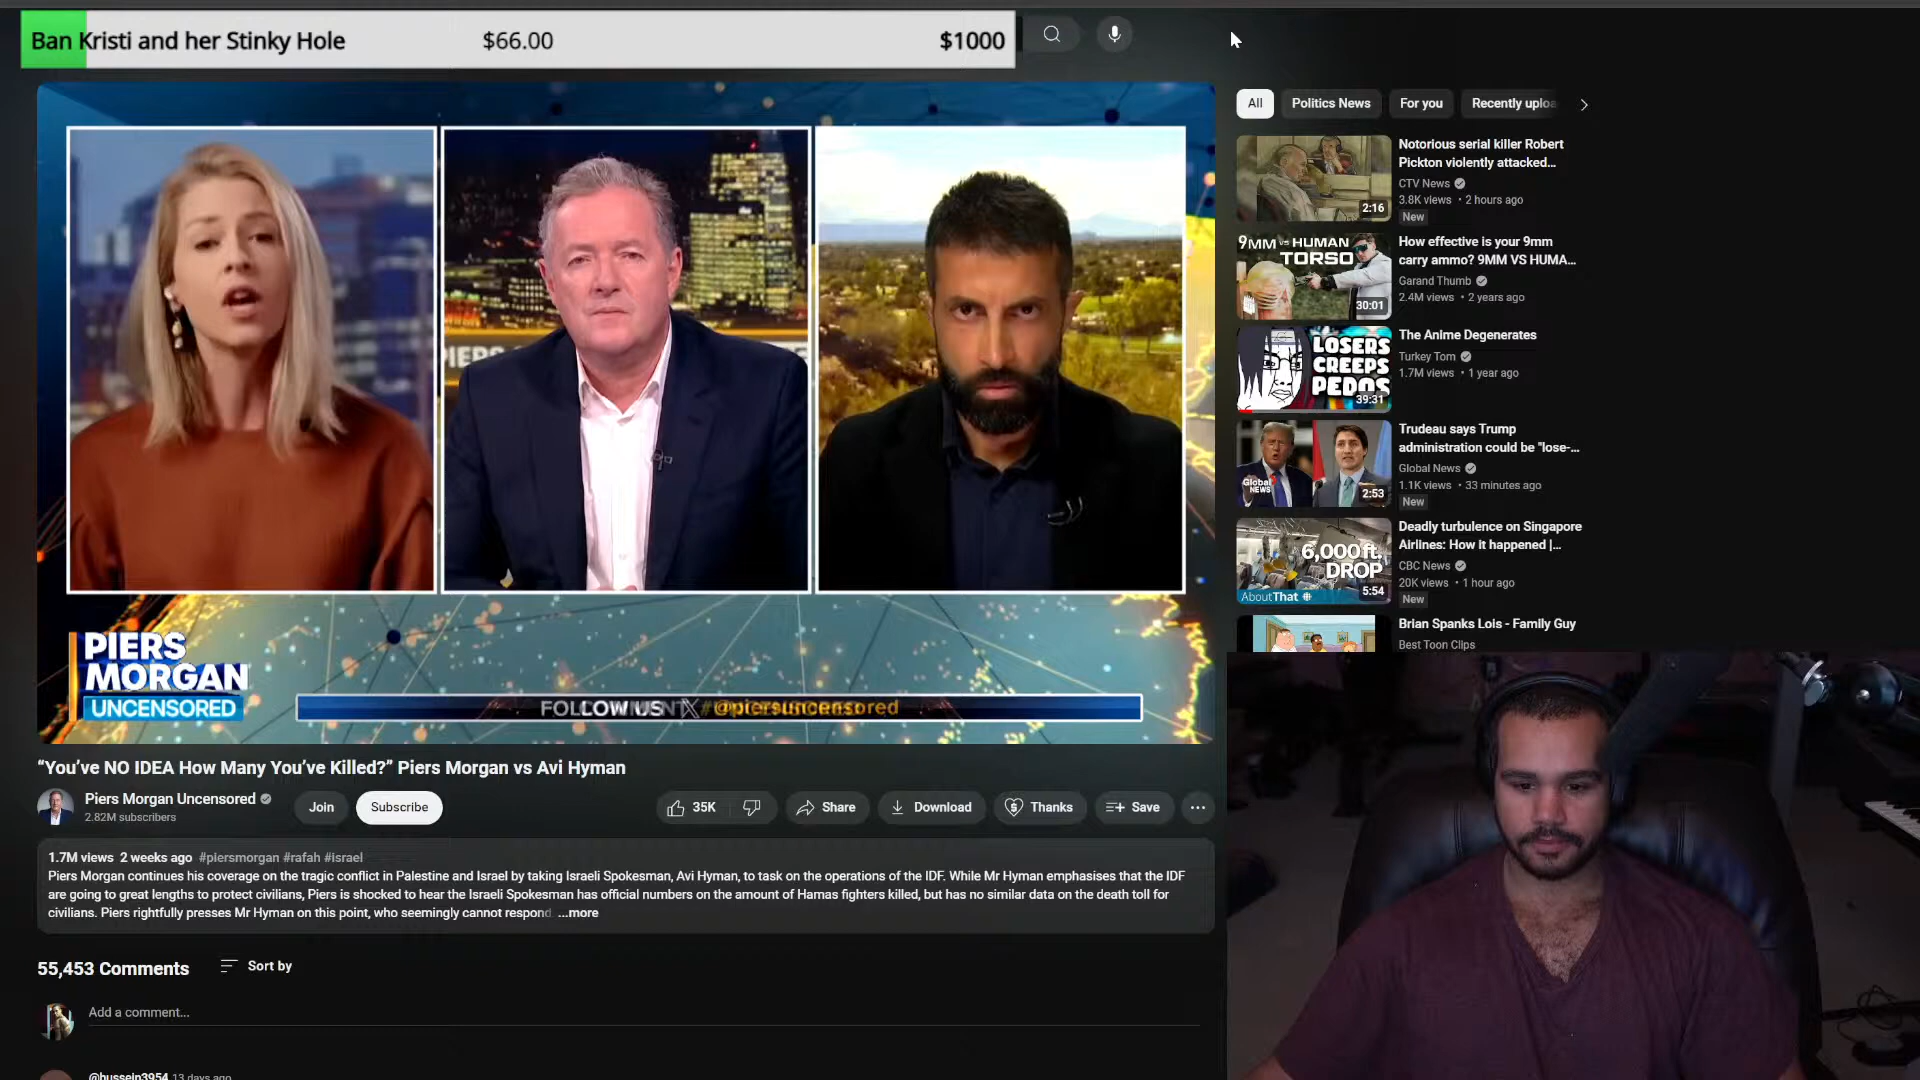 Ban Kristi and her Stinky Hole $66.00 $1000
All Politics News For you Recently uploa
PIERS
PIERS
MORGAN
UNCENSORED
FOLLOW US X @piersuncensored
“You’ve NO IDEA How Many You’ve Killed?” Piers Morgan vs Avi Hyman
Piers Morgan Uncensored
2.82M subscribers
Join
Subscribe
35K
Share
Download
Thanks
Save
1.7M views 2 weeks ago #piersmorgan #rafah #israel
Piers Morgan continues his coverage on the tragic conflict in Palestine and Israel by taking Israeli Spokesman, Avi Hyman, to task on the operations of the IDF. While Mr Hyman emphasises that the IDF
are going to great lengths to protect civilians, Piers is shocked to hear the Israeli Spokesman has official numbers on the amount of Hamas fighters killed, but has no similar data on the death toll for
civilians. Piers rightfully presses Mr Hyman on this point, who seemingly cannot respond ...more
55,453 Comments
Sort by
Add a comment...
@hussein3954 13 days ago
2:16
Notorious serial killer Robert
Pickton violently attacked...
CTV News
3.8K views • 2 hours ago
New
9MM VS HUMAN
TORSO
30:01
How effective is your 9mm
carry ammo? 9MM VS HUMA...
Garand Thumb
2.4M views • 2 years ago
LOSERS
CREEPS
PEDOS
39:31
The Anime Degenerates
Turkey Tom
1.7M views • 1 year ago
Global
NEWS
2:53
Trudeau says Trump
administration could be "lose-...
Global News
1.1K views • 33 minutes ago
New
6,000 ft.
DROP
About That
5:54
Deadly turbulence on Singapore
Airlines: How it happened |...
CBC News
20K views • 1 hour ago
New
Brian Spanks Lois - Family Guy
Best Toon Clips